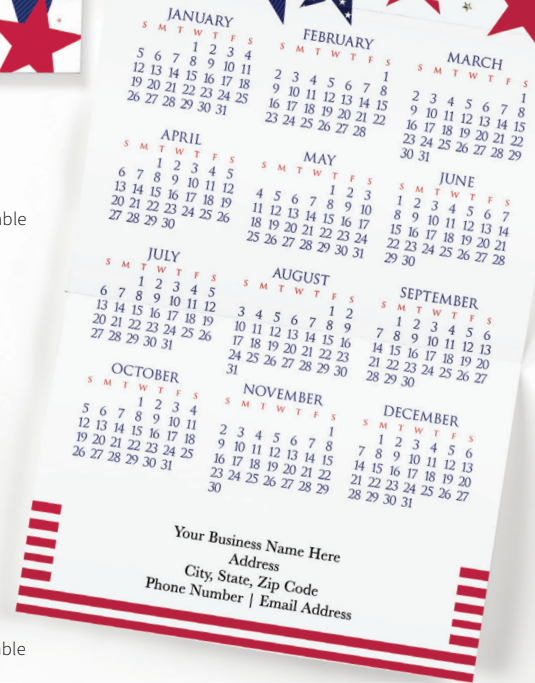 JANUARY
S M T W T F S
1 2 3 4
5 6 7 8 9 10 11
12 13 14 15 16 17 18
19 20 21 22 23 24 25
26 27 28 29 30 31
FEBRUARY
S M T W T F S
1
2 3 4 5 6 7 8
9 10 11 12 13 14 15
16 17 18 19 20 21 22
23 24 25 26 27 28
MARCH
S M T W T F S
1
2 3 4 5 6 7 8
9 10 11 12 13 14 15
16 17 18 19 20 21 22
23 24 25 26 27 28 29
30 31
APRIL
S M T W T F S
1 2 3 4 5
6 7 8 9 10 11 12
13 14 15 16 17 18 19
20 21 22 23 24 25 26
27 28 29 30
MAY
S M T W T F S
1 2 3
4 5 6 7 8 9 10
11 12 13 14 15 16 17
18 19 20 21 22 23 24
25 26 27 28 29 30 31
JUNE
S M T W T F S
1 2 3 4 5 6 7
8 9 10 11 12 13 14
15 16 17 18 19 20 21
22 23 24 25 26 27 28
29 30
JULY
S M T W T F S
1 2 3 4 5
6 7 8 9 10 11 12
13 14 15 16 17 18 19
20 21 22 23 24 25 26
27 28 29 30 31
AUGUST
S M T W T F S
1 2
3 4 5 6 7 8 9
10 11 12 13 14 15 16
17 18 19 20 21 22 23
24 25 26 27 28 29 30
31
SEPTEMBER
S M T W T F S
1 2 3 4 5 6
7 8 9 10 11 12 13
14 15 16 17 18 19 20
21 22 23 24 25 26 27
28 29 30
OCTOBER
S M T W T F S
1 2 3 4
5 6 7 8 9 10 11
12 13 14 15 16 17 18
19 20 21 22 23 24 25
26 27 28 29 30 31
NOVEMBER
S M T W T F S
1
2 3 4 5 6 7 8
9 10 11 12 13 14 15
16 17 18 19 20 21 22
23 24 25 26 27 28 29
30
DECEMBER
S M T W T F S
1 2 3 4 5 6
7 8 9 10 11 12 13
14 15 16 17 18 19 20
21 22 23 24 25 26 27
28 29 30 31
Your Business Name Here
Address
City, State, Zip Code
Phone Number | Email Address